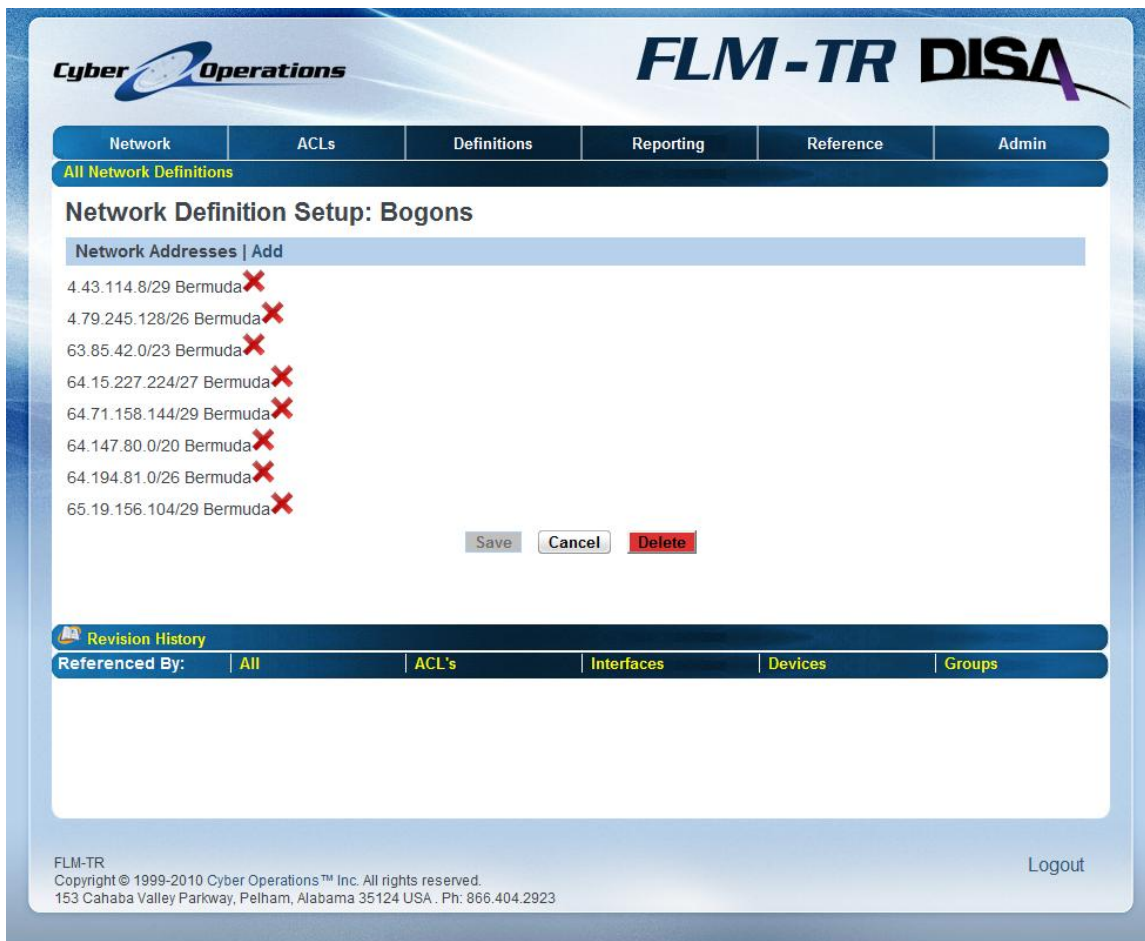 Cyber Operations
FLM-TR DISA
Network ACLs Definitions Reporting Reference Admin
All Network Definitions
Network Definition Setup: Bogons
Network Addresses | Add
4.43.114.8/29 Bermuda
4.79.245.128/26 Bermuda
63.85.42.0/23 Bermuda
64.15.227.224/27 Bermuda
64.71.158.144/29 Bermuda
64.147.80.0/20 Bermuda
64.194.81.0/26 Bermuda
65.19.156.104/29 Bermuda
Save Cancel Delete
Revision History
Referenced By: All ACL's Interfaces Devices Groups
FLM-TR
Logout
Copyright © 1999-2010 Cyber Operations™ Inc. All rights reserved.
153 Cahaba Valley Parkway, Pelham, Alabama 35124 USA . Ph: 866.404.2923